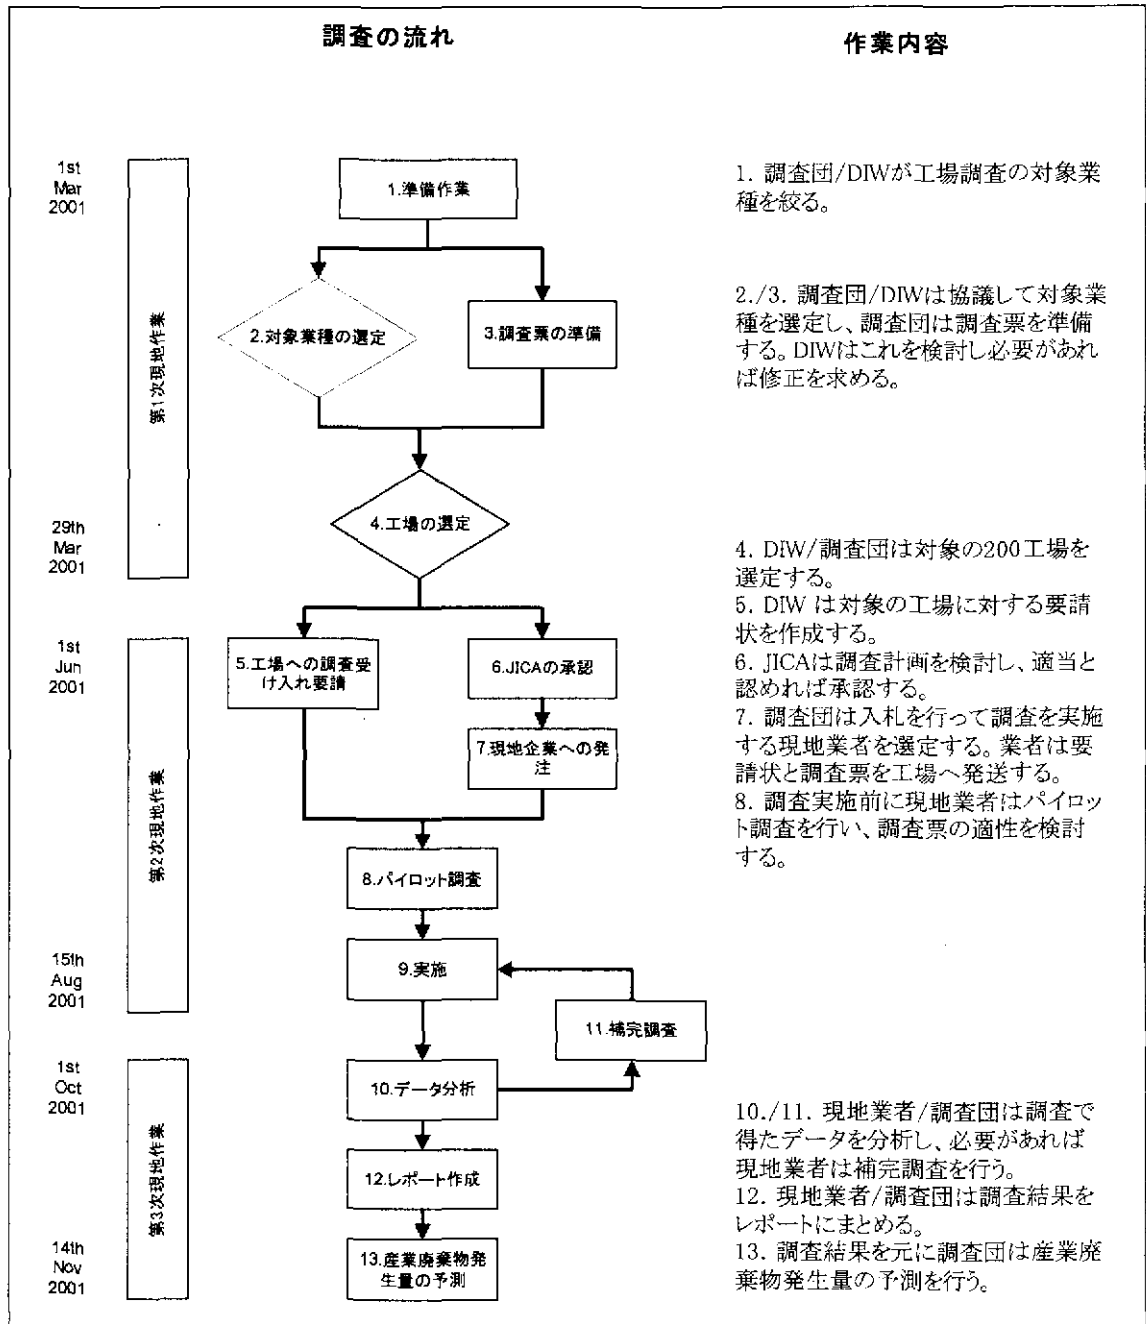 調査の流れ
作業内容
1st
Mar
2001
第1次現地作業
29th
Mar
2001
1.準備作業
2.対象業種の選定
3.調査票の準備
4.工場の選定
1. 調査団/DIWが工場調査の対象業
種を絞る。
2./3. 調査団/DIWは協議して対象業
種を選定し、調査団は調査票を準備
する。DIWはこれを検討し必要があれ
ば修正を求める。
1st
Jun
2001
第2次現地作業
15th
Aug
2001
5.工場への調査受
け入れ要請
6.JICAの承認
7.現地企業への発
注
8.パイロット調査
9.実施
11.補完調査
4. DIW/調査団は対象の200工場を
選定する。
5. DIW は対象の工場に対する要請
状を作成する。
6. JICAは調査計画を検討し、適当と
認めれば承認する。
7. 調査団は入札を行って調査を実施
する現地業者を選定する。業者は要
請状と調査票を工場へ発送する。
8. 調査実施前に現地業者はパイロッ
ト調査を行い、調査票の適性を検討
する。
1st
Oct
2001
第3次現地作業
14th
Nov
2001
10.データ分析
12.レポート作成
13.産業廃棄物発
生量の予測
10./11. 現地業者/調査団は調査で
得たデータを分析し、必要があれば
現地業者は補完調査を行う。
12. 現地業者/調査団は調査結果を
レポートにまとめる。
13. 調査結果を元に調査団は産業廃
棄物発生量の予測を行う。